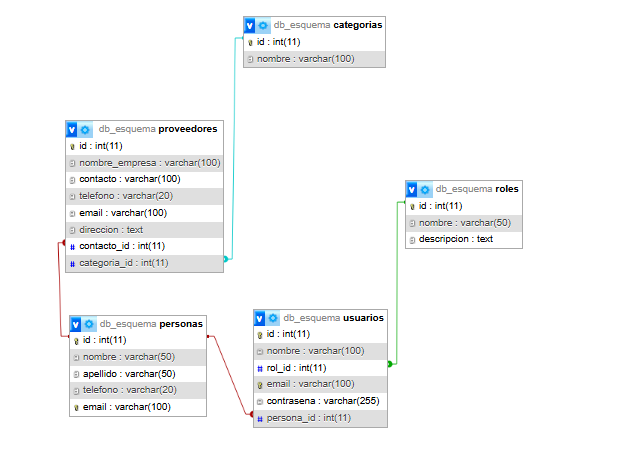 db_esquema categorias
id : int(11)
nombre : varchar(100)
db_esquema proveedores
id : int(11)
nombre_empresa : varchar(100)
contacto : varchar(100)
telefono : varchar(20)
email : varchar(100)
direccion : text
# contacto_id : int(11)
# categoria_id : int(11)
db_esquema roles
id : int(11)
nombre : varchar(50)
descripcion : text
db_esquema personas
id : int(11)
nombre : varchar(50)
apellido : varchar(50)
telefono : varchar(20)
email : varchar(100)
db_esquema usuarios
id : int(11)
nombre : varchar(100)
# rol_id : int(11)
email : varchar(100)
contrasena : varchar(255)
# persona_id : int(11)